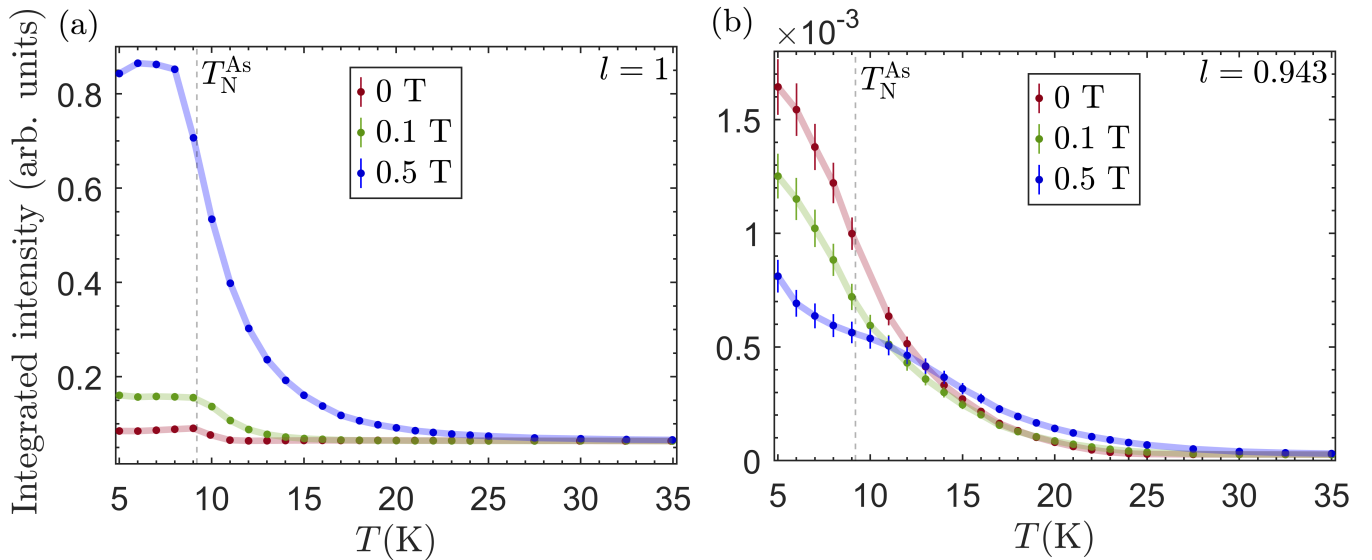 (a)
Integrated intensity (arb. units)
T_N^As
l = 1
0 T
0.1 T
0.5 T
0.8
0.6
0.4
0.2
5 10 15 20 25 30 35
T(K)
(b)
×10^-3
T_N^As
l = 0.943
0 T
0.1 T
0.5 T
1.5
1
0.5
0
5 10 15 20 25 30 35
T(K)